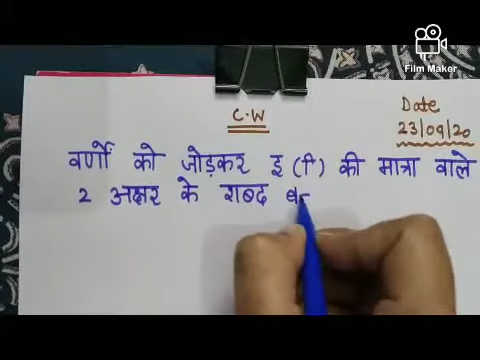 Film Maker
C.W
Date
23/09/20
वर्णों को जोड़कर इ (ि) की मात्रा वाले
2 अक्षर के शब्द